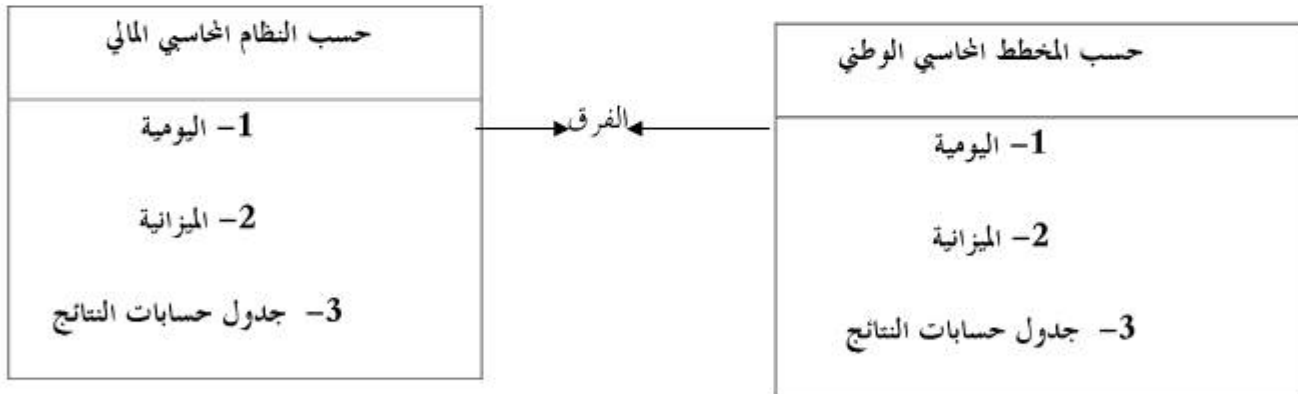 حسب المخطط المحاسبي الوطني
1- اليومية
2- الميزانية
3- جدول حسابات النتائج
الفرق
حسب النظام المحاسبي المالي
1- اليومية
2- الميزانية
3- جدول حسابات النتائج